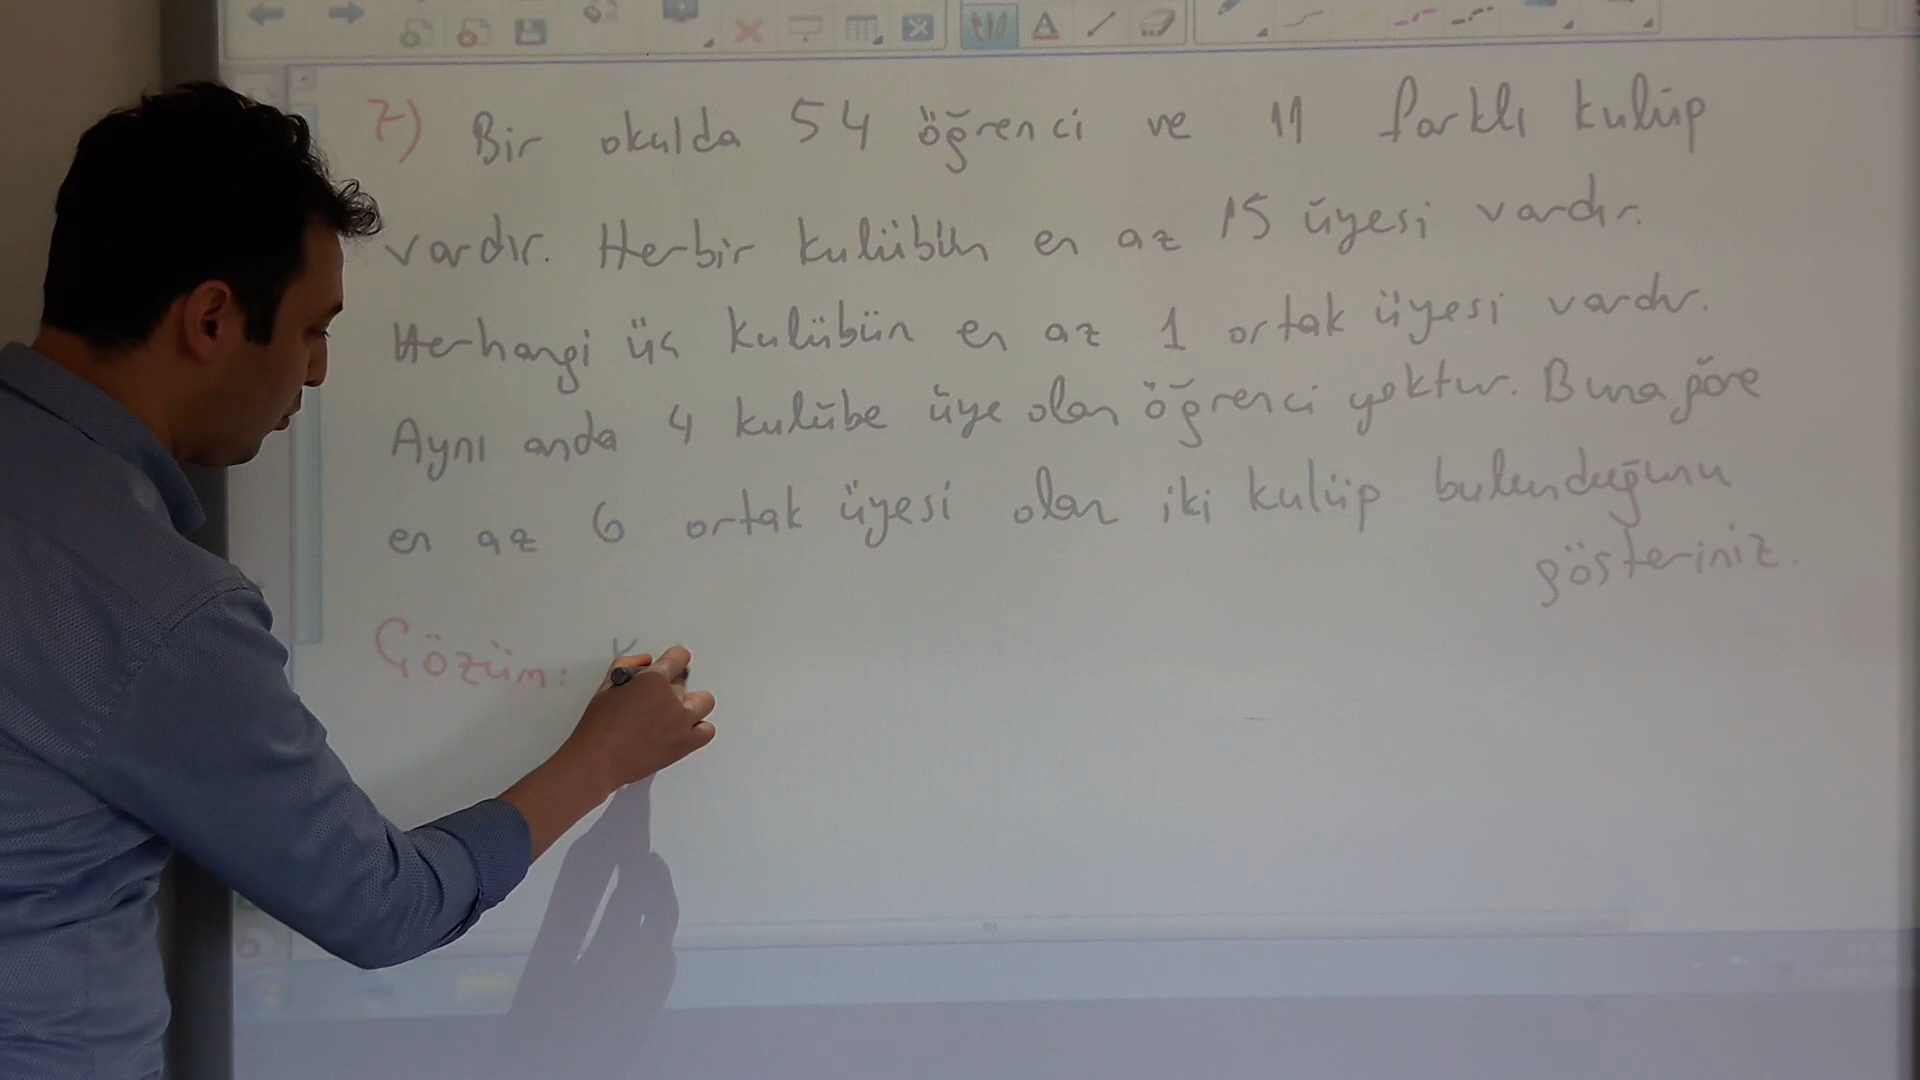 7) Bir okulda 54 öğrenci ve 11 farklı kulüp
vardır. Herbir kulübün en az 15 üyesi vardır.
Herhangi üç kulübün en az 1 ortak üyesi vardır.
Aynı anda 4 kulübe üye olan öğrenci yoktur. Buna göre
en az 6 ortak üyesi olan iki kulüp bulunduğunu
gösteriniz.
Çözüm: